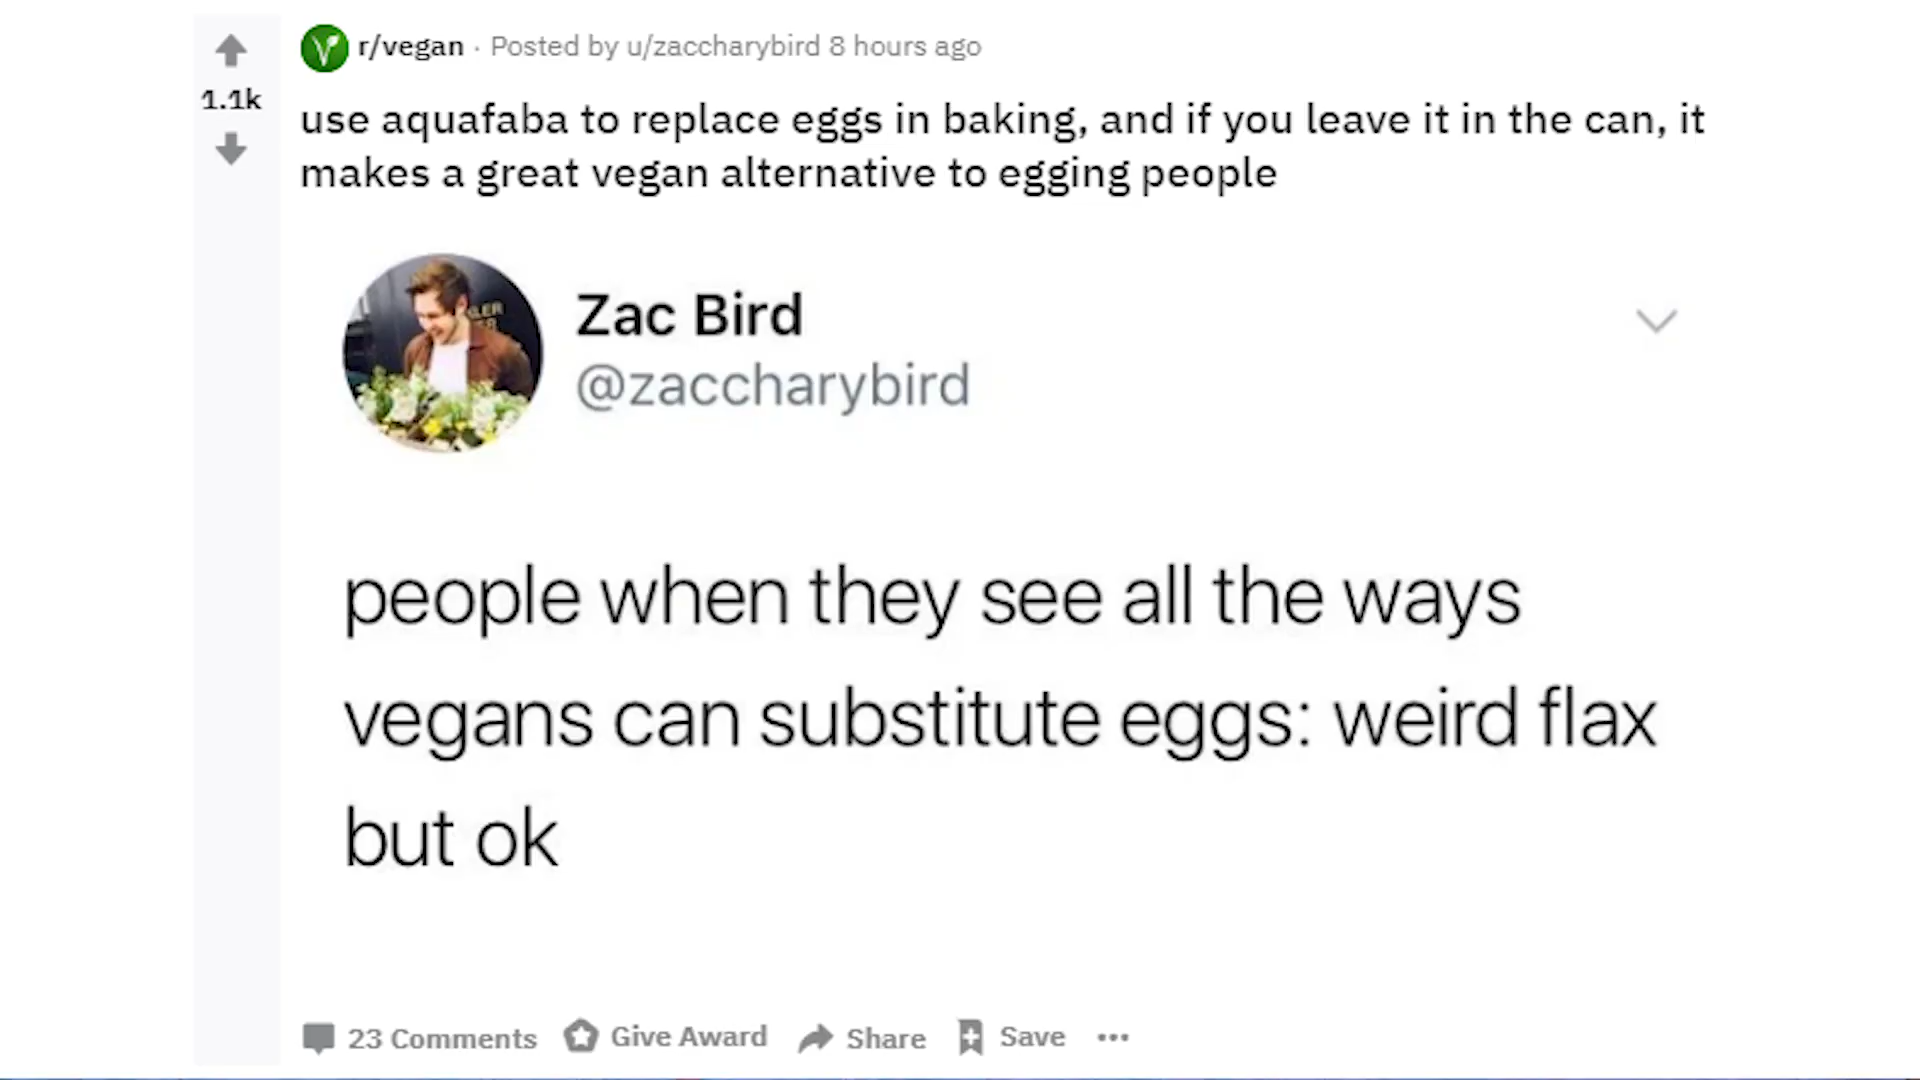 r/vegan · Posted by u/zaccharybird 8 hours ago
1.1k
use aquafaba to replace eggs in baking, and if you leave it in the can, it
makes a great vegan alternative to egging people
Zac Bird
@zaccharybird
people when they see all the ways
vegans can substitute eggs: weird flax
but ok
23 Comments Give Award Share Save